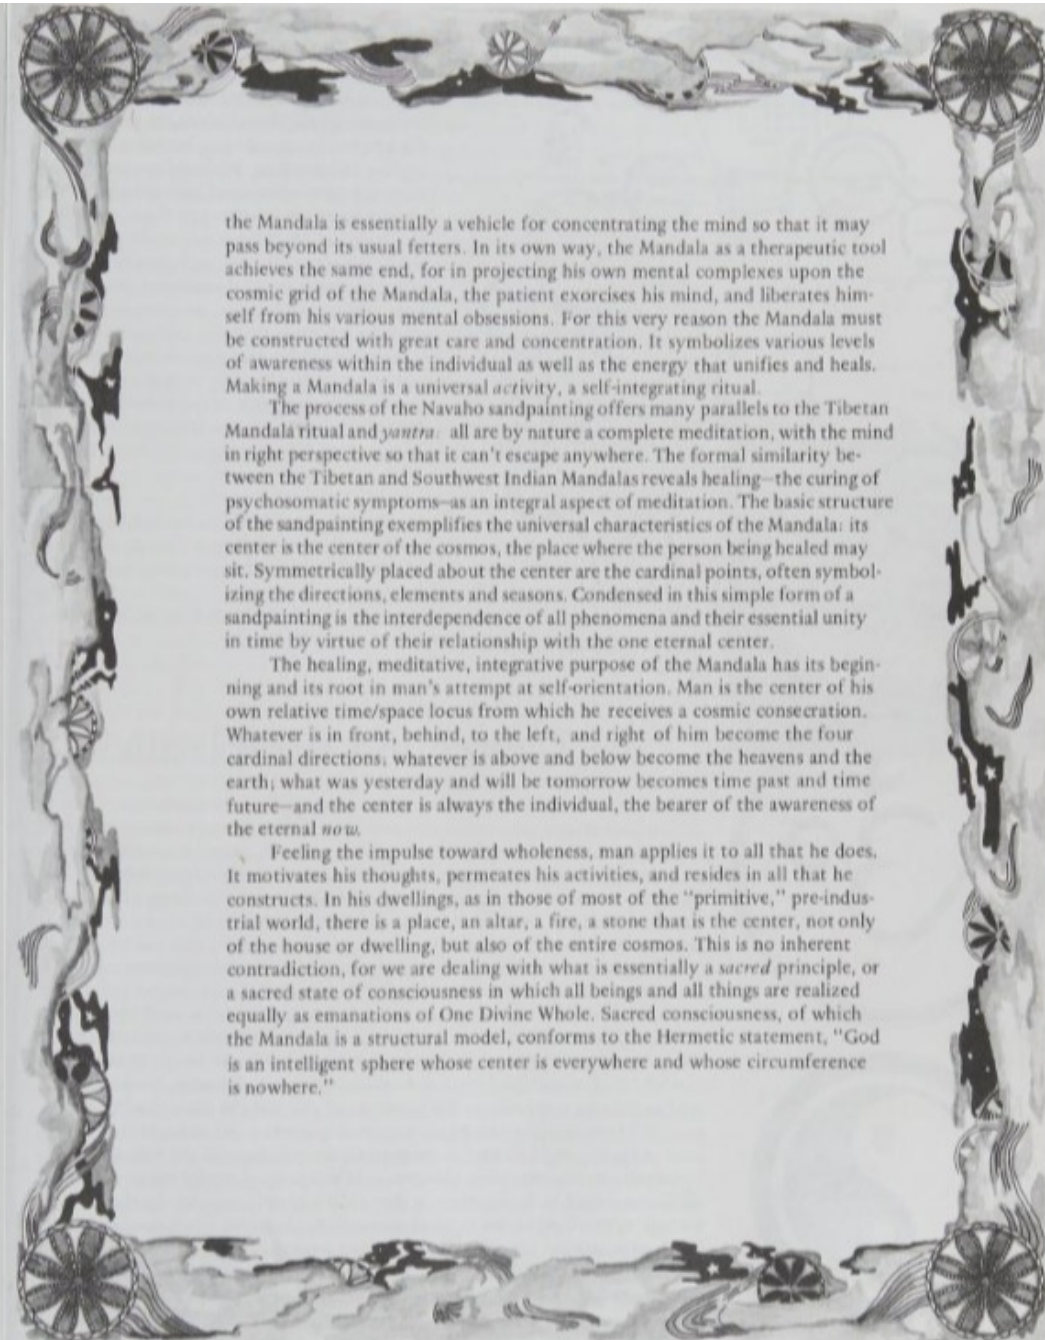 the Mandala is essentially a vehicle for concentrating the mind so that it may
pass beyond its usual fetters. In its own way, the Mandala as a therapeutic tool
achieves the same end, for in projecting his own mental complexes upon the
cosmic grid of the Mandala, the patient exorcises his mind, and liberates him-
self from his various mental obsessions. For this very reason the Mandala must
be constructed with great care and concentration. It symbolizes various levels
of awareness within the individual as well as the energy that unifies and heals.
Making a Mandala is a universal activity, a self-integrating ritual.
The process of the Navaho sandpainting offers many parallels to the Tibetan
Mandala ritual and yantra: all are by nature a complete meditation, with the mind
in right perspective so that it can't escape anywhere. The formal similarity be-
tween the Tibetan and Southwest Indian Mandalas reveals healing—the curing of
psychosomatic symptoms—as an integral aspect of meditation. The basic structure
of the sandpainting exemplifies the universal characteristics of the Mandala: its
center is the center of the cosmos, the place where the person being healed may
sit. Symmetrically placed about the center are the cardinal points, often symbol-
izing the directions, elements and seasons. Condensed in this simple form of a
sandpainting is the interdependence of all phenomena and their essential unity
in time by virtue of their relationship with the one eternal center.
The healing, meditative, integrative purpose of the Mandala has its begin-
ning and its root in man's attempt at self-orientation. Man is the center of his
own relative time/space locus from which he receives a cosmic consecration.
Whatever is in front, behind, to the left, and right of him become the four
cardinal directions; whatever is above and below become the heavens and the
earth; what was yesterday and will be tomorrow becomes time past and time
future—and the center is always the individual, the bearer of the awareness of
the eternal now.
Feeling the impulse toward wholeness, man applies it to all that he does.
It motivates his thoughts, permeates his activities, and resides in all that he
constructs. In his dwellings, as in those of most of the "primitive," pre-indus-
trial world, there is a place, an altar, a fire, a stone that is the center, not only
of the house or dwelling, but also of the entire cosmos. This is no inherent
contradiction, for we are dealing with what is essentially a sacred principle, or
a sacred state of consciousness in which all beings and all things are realized
equally as emanations of One Divine Whole. Sacred consciousness, of which
the Mandala is a structural model, conforms to the Hermetic statement, "God
is an intelligent sphere whose center is everywhere and whose circumference
is nowhere."